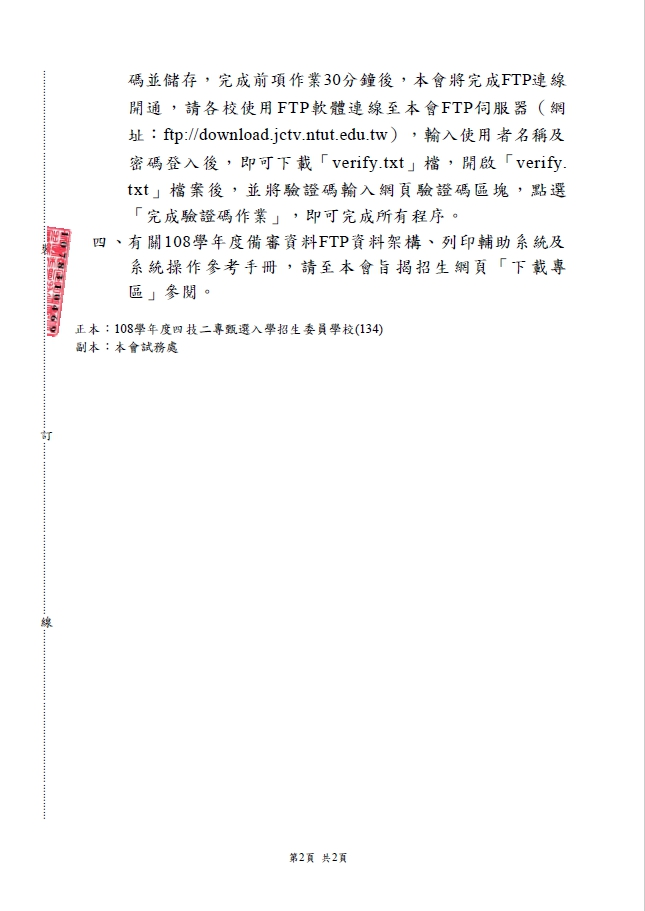 碼並儲存，完成前項作業30分鐘後，本會將完成FTP連線
開通，請各校使用FTP軟體連線至本會FTP伺服器（網
址：ftp://download.jctv.ntut.edu.tw），輸入使用者名稱及
密碼登入後，即可下載「verify.txt」檔，開啟「verify.
txt」檔案後，並將驗證碼輸入網頁驗證碼區塊，點選
「完成驗證碼作業」，即可完成所有程序。
四、有關108學年度備審資料FTP資料架構、列印輔助系統及
系統操作參考手冊，請至本會旨揭招生網頁「下載專
區」參閱。
正本：108學年度四技二專甄選入學招生委員學校(134)
副本：本會試務處
訂
線
第2頁 共2頁